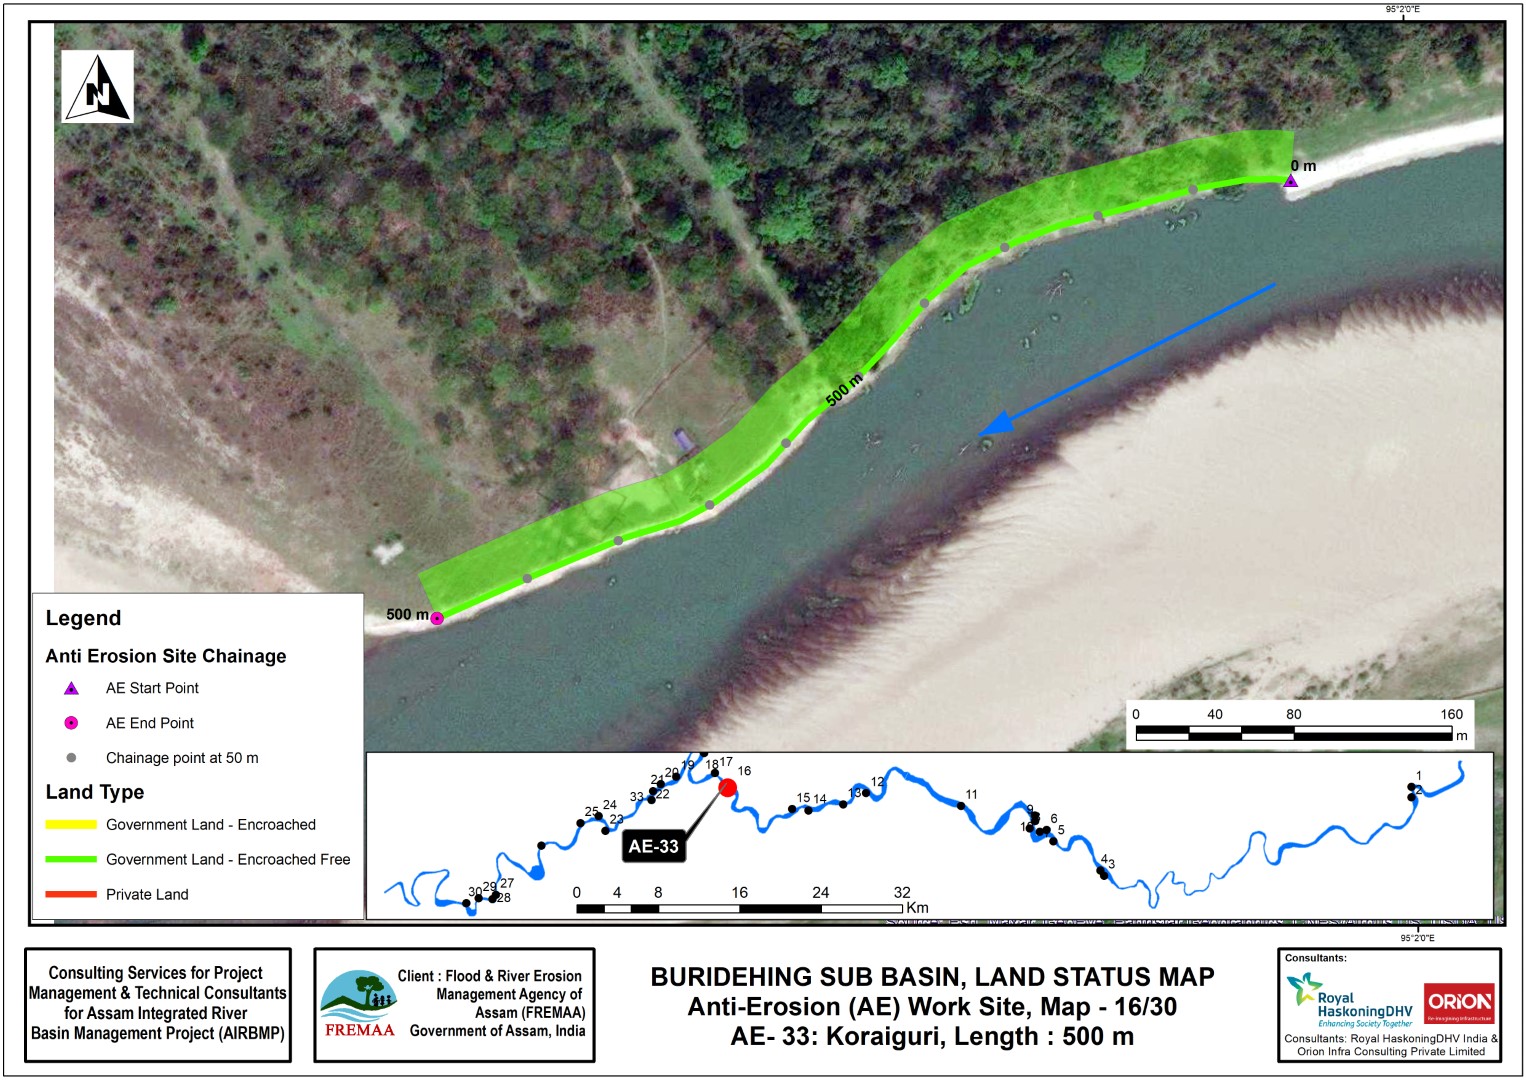 95°2'0"E
N
0 m
500 m
500 m
Legend
Anti Erosion Site Chainage
AE Start Point
AE End Point
Chainage point at 50 m
Land Type
Government Land - Encroached
Government Land - Encroached Free
Private Land
0 40 80 160
m
1
2
3
4
5
6
9
11
12
13
14
15
16
17
18
19
20
21
22
33
24
25
23
27
28
29
30
AE-33
0 4 8 16 24 32
Km
95°2'0"E
Consulting Services for Project
Management & Technical Consultants
for Assam Integrated River
Basin Management Project (AIRBMP)
FREMAA
Client : Flood & River Erosion
Management Agency of
Assam (FREMAA)
Government of Assam, India
BURIDEHING SUB BASIN, LAND STATUS MAP
Anti-Erosion (AE) Work Site, Map - 16/30
AE- 33: Koraiguri, Length : 500 m
Consultants:
Royal
HaskoningDHV
Enhancing Society Together
ORION
Re-imagining infrastructure
Consultants: Royal HaskoningDHV India &
Orion Infra Consulting Private Limited